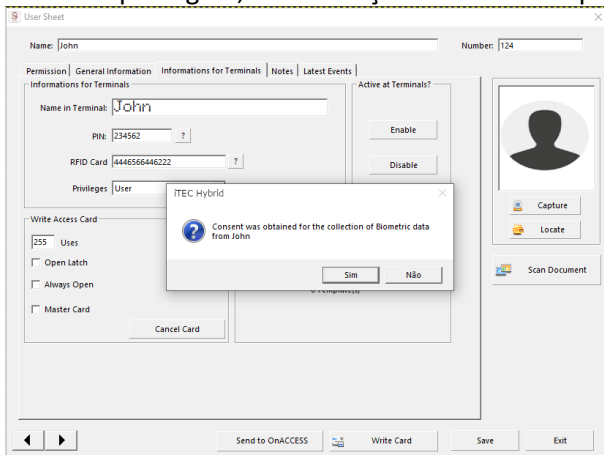 User Sheet
Name: John
Number: 124
Permission
General Information
Informations for Terminals
Notes
Latest Events
Informations for Terminals
Active at Terminals?
Name in Terminal: John
PIN: 234562 ?
RFID Card 4446566446222 ?
Privileges User
Enable
Disable
Capture
Locate
Scan Document
iTEC Hybrid
Consent was obtained for the collection of Biometric data
from John
Sim
Não
Write Access Card
255 Uses
Open Latch
Always Open
Master Card
Cancel Card
Send to OnACCESS
Write Card
Save
Exit